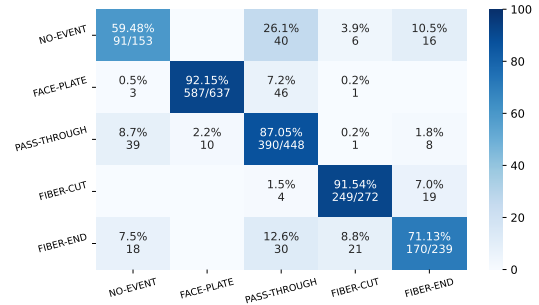 NO-EVENT 59.48% 26.1% 3.9% 10.5%
91/153 40 6 16
FACE-PLATE 0.5% 92.15% 7.2% 0.2%
3 587/637 46 1
PASS-THROUGH 8.7% 2.2% 87.05% 0.2% 1.8%
39 10 390/448 1 8
FIBER-CUT 1.5% 91.54% 7.0%
4 249/272 19
FIBER-END 7.5% 12.6% 8.8% 71.13%
18 30 21 170/239
NO-EVENT FACE-PLATE PASS-THROUGH FIBER-CUT FIBER-END
100
80
60
40
20
0